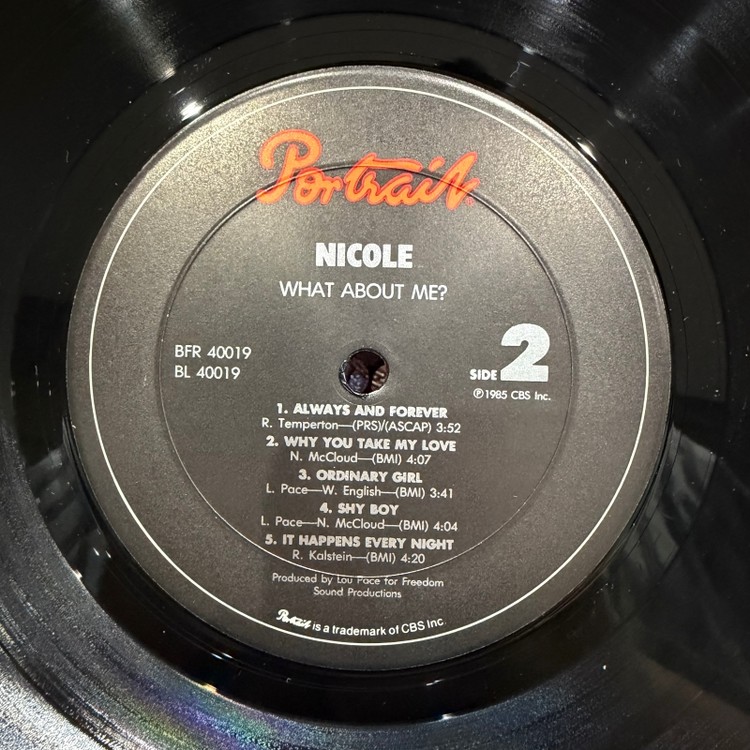 Portrait
NICOLE
WHAT ABOUT ME?
BFR 40019
BL 40019
SIDE 2
℗1985 CBS Inc.
1. ALWAYS AND FOREVER
R. Temperton—(PRS)/(ASCAP) 3:52
2. WHY YOU TAKE MY LOVE
N. McCloud—(BMI) 4:07
3. ORDINARY GIRL
L. Pace—W. English—(BMI) 3:41
4. SHY BOY
L. Pace—N. McCloud—(BMI) 4:04
5. IT HAPPENS EVERY NIGHT
R. Kalstein—(BMI) 4:20
Produced by Lou Pace for Freedom
Sound Productions
Portrait is a trademark of CBS Inc.